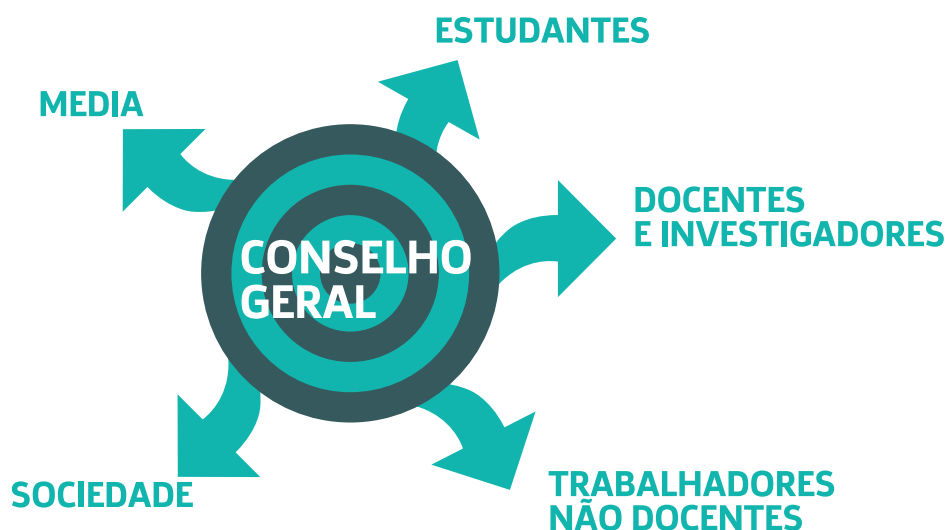 ESTUDANTES
MEDIA
DOCENTES
E INVESTIGADORES
CONSELHO
GERAL
SOCIEDADE
TRABALHADORES
NÃO DOCENTES